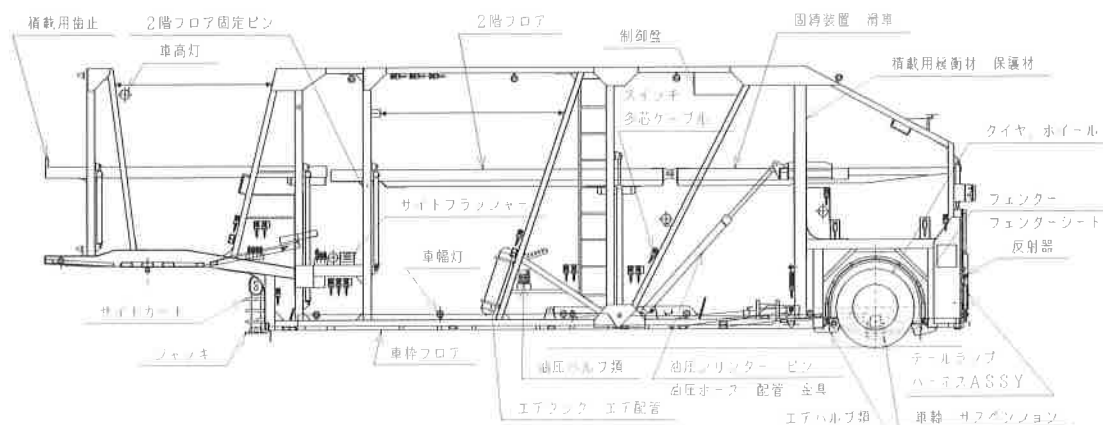 積載用歯止
2階フロア固定ピン
車高灯
2階フロア
制御盤
固縛装置 滑車
積載用緩衝材 保護材
スイッチ
多芯ケーブル
タイヤ、ホイール
サイドフラッシャー
フェンダー
フェンダーシート
反射器
車幅灯
サイドガード
ジャッキ
車枠フロア
油圧バルブ類
油圧シリンダー ピン
油圧ホース 配管 金具
テールランプ
ハーネスASSY
エアタンク エア配管
エアバルブ類
車軸 サスペンション